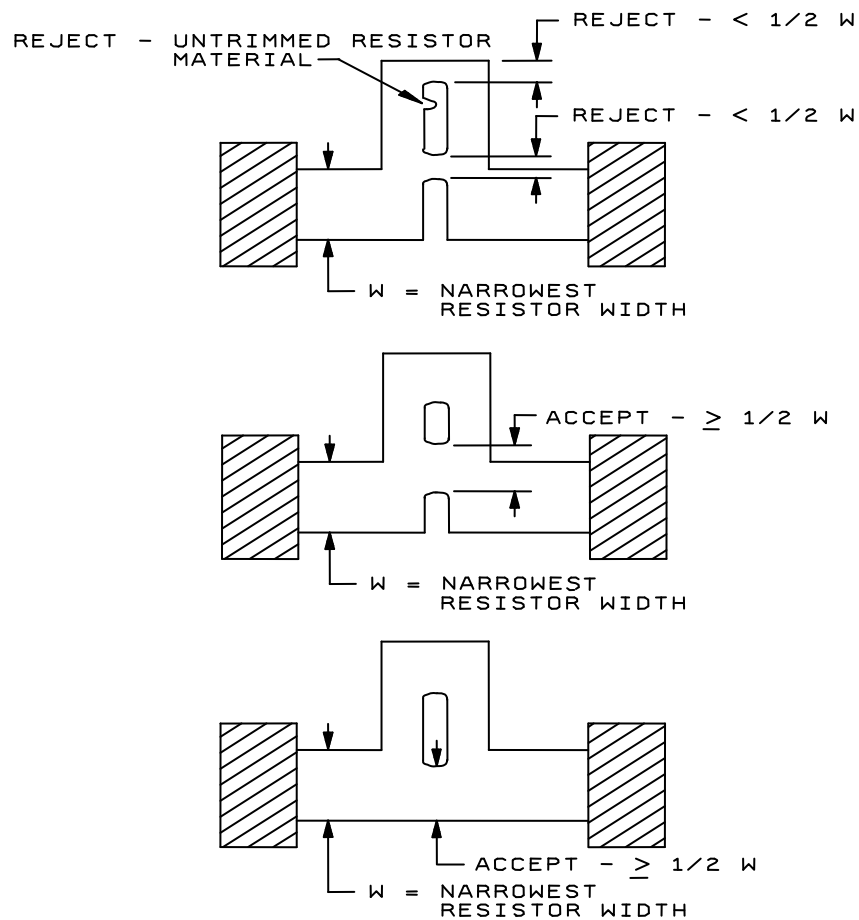 REJECT - < 1/2 W
REJECT - UNTRIMMED RESISTOR
MATERIAL
REJECT - < 1/2 W
W = NARROWEST
RESISTOR WIDTH
ACCEPT - ≥ 1/2 W
W = NARROWEST
RESISTOR WIDTH
ACCEPT - ≥ 1/2 W
W = NARROWEST
RESISTOR WIDTH